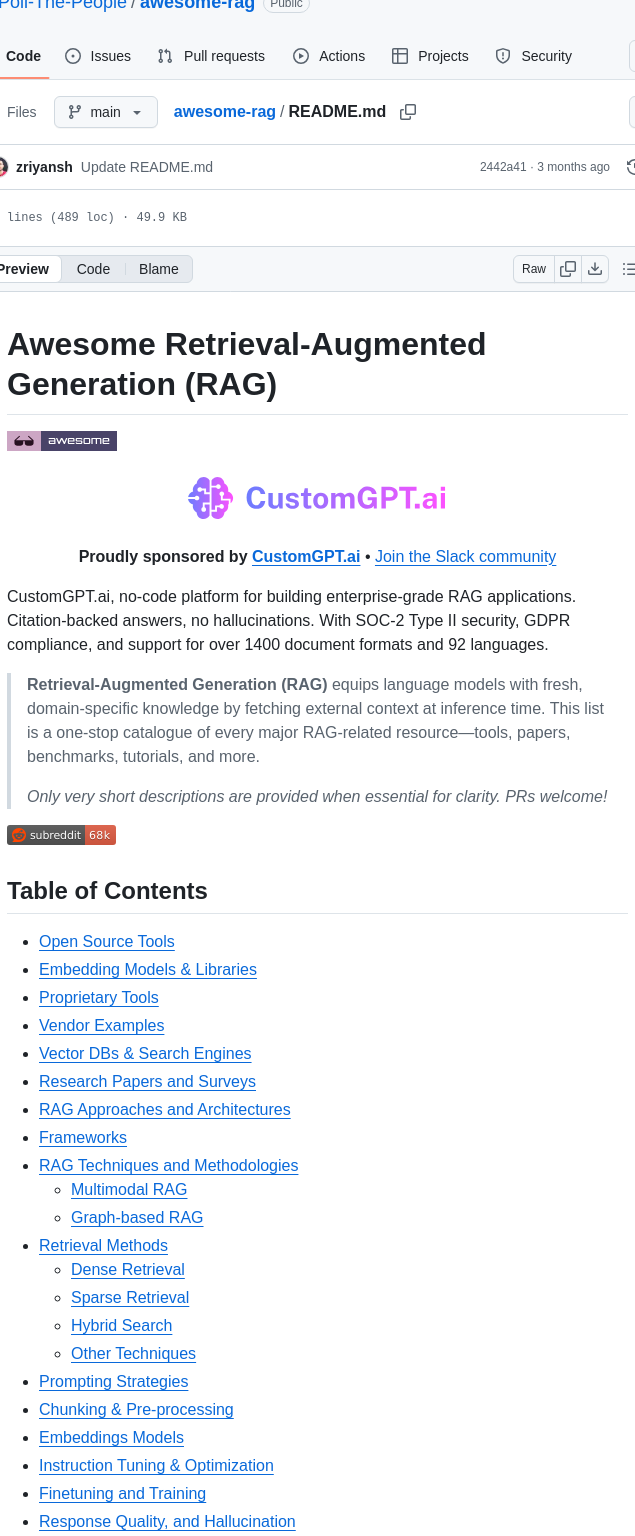 Poll-The-People / awesome-rag Public
Code Issues Pull requests Actions Projects Security
Files main awesome-rag / README.md
zriyansh Update README.md 2442a41 · 3 months ago
lines (489 loc) · 49.9 KB
Preview Code Blame Raw
Awesome Retrieval-Augmented
Generation (RAG)
awesome
CustomGPT.ai
Proudly sponsored by CustomGPT.ai • Join the Slack community
CustomGPT.ai, no-code platform for building enterprise-grade RAG applications.
Citation-backed answers, no hallucinations. With SOC-2 Type II security, GDPR
compliance, and support for over 1400 document formats and 92 languages.
Retrieval-Augmented Generation (RAG) equips language models with fresh,
domain-specific knowledge by fetching external context at inference time. This list
is a one-stop catalogue of every major RAG-related resource—tools, papers,
benchmarks, tutorials, and more.
Only very short descriptions are provided when essential for clarity. PRs welcome!
subreddit 68k
Table of Contents
• Open Source Tools
• Embedding Models & Libraries
• Proprietary Tools
• Vendor Examples
• Vector DBs & Search Engines
• Research Papers and Surveys
• RAG Approaches and Architectures
• Frameworks
• RAG Techniques and Methodologies
◦ Multimodal RAG
◦ Graph-based RAG
• Retrieval Methods
◦ Dense Retrieval
◦ Sparse Retrieval
◦ Hybrid Search
◦ Other Techniques
• Prompting Strategies
• Chunking & Pre-processing
• Embeddings Models
• Instruction Tuning & Optimization
• Finetuning and Training
• Response Quality, and Hallucination